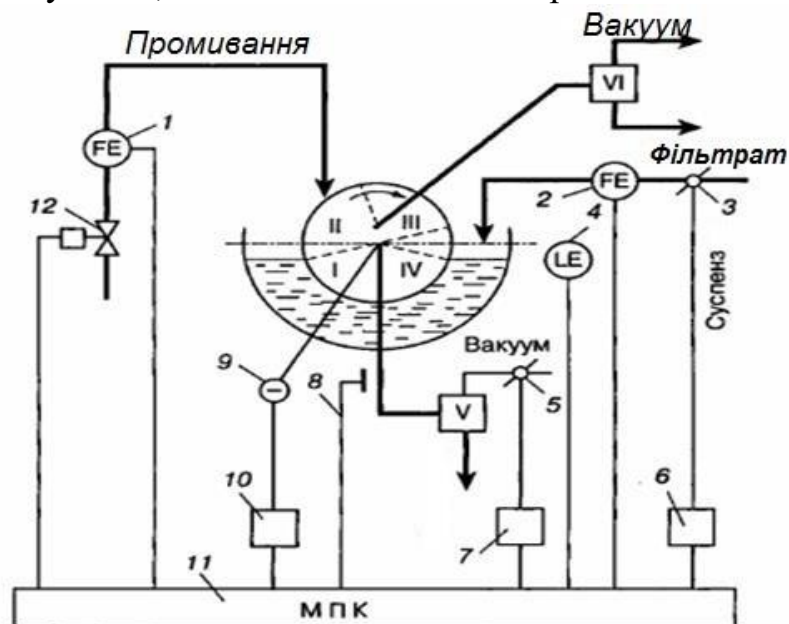 Промивання
Вакуум
1
FE
VI
12
2
FE
Фільтрат
3
4
LE
II
III
I
IV
Суспенз
9
8
Вакуум
5
V
10
7
6
11
МПК